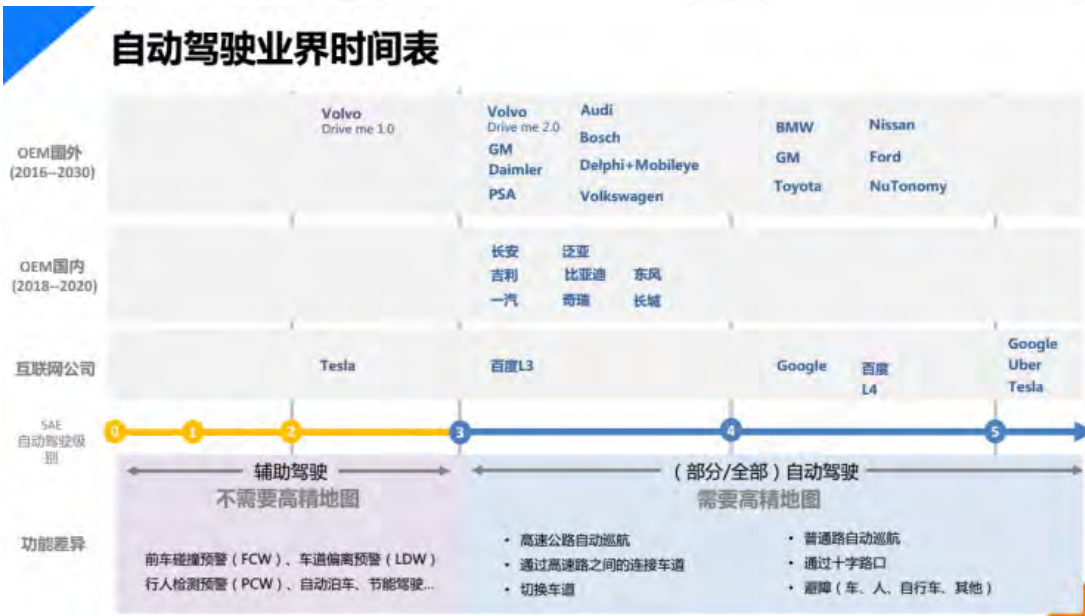 自动驾驶业界时间表
OEM国外
(2016--2030)
Volvo
Drive me 1.0
Volvo
Drive me 2.0
GM
Daimler
PSA
Audi
Bosch
Delphi+Mobileye
Volkswagen
BMW
GM
Toyota
Nissan
Ford
NuTonomy
OEM国内
(2018--2020)
长安 泛亚
吉利 比亚迪 东风
一汽 奇瑞 长城
互联网公司
Tesla
百度L3
Google
百度
L4
Google
Uber
Tesla
SAE
自动驾驶级
别
0 1 2 3 4 5
辅助驾驶
不需要高精地图
(部分/全部)自动驾驶
需要高精地图
功能差异
前车碰撞预警(FCW)、车道偏离预警(LDW)
行人检测预警(PCW)、自动泊车、节能驾驶...
• 高速公路自动巡航
• 通过高速路之间的连接车道
• 切换车道
• 普通路自动巡航
• 通过十字路口
• 避障(车、人、自行车、其他)